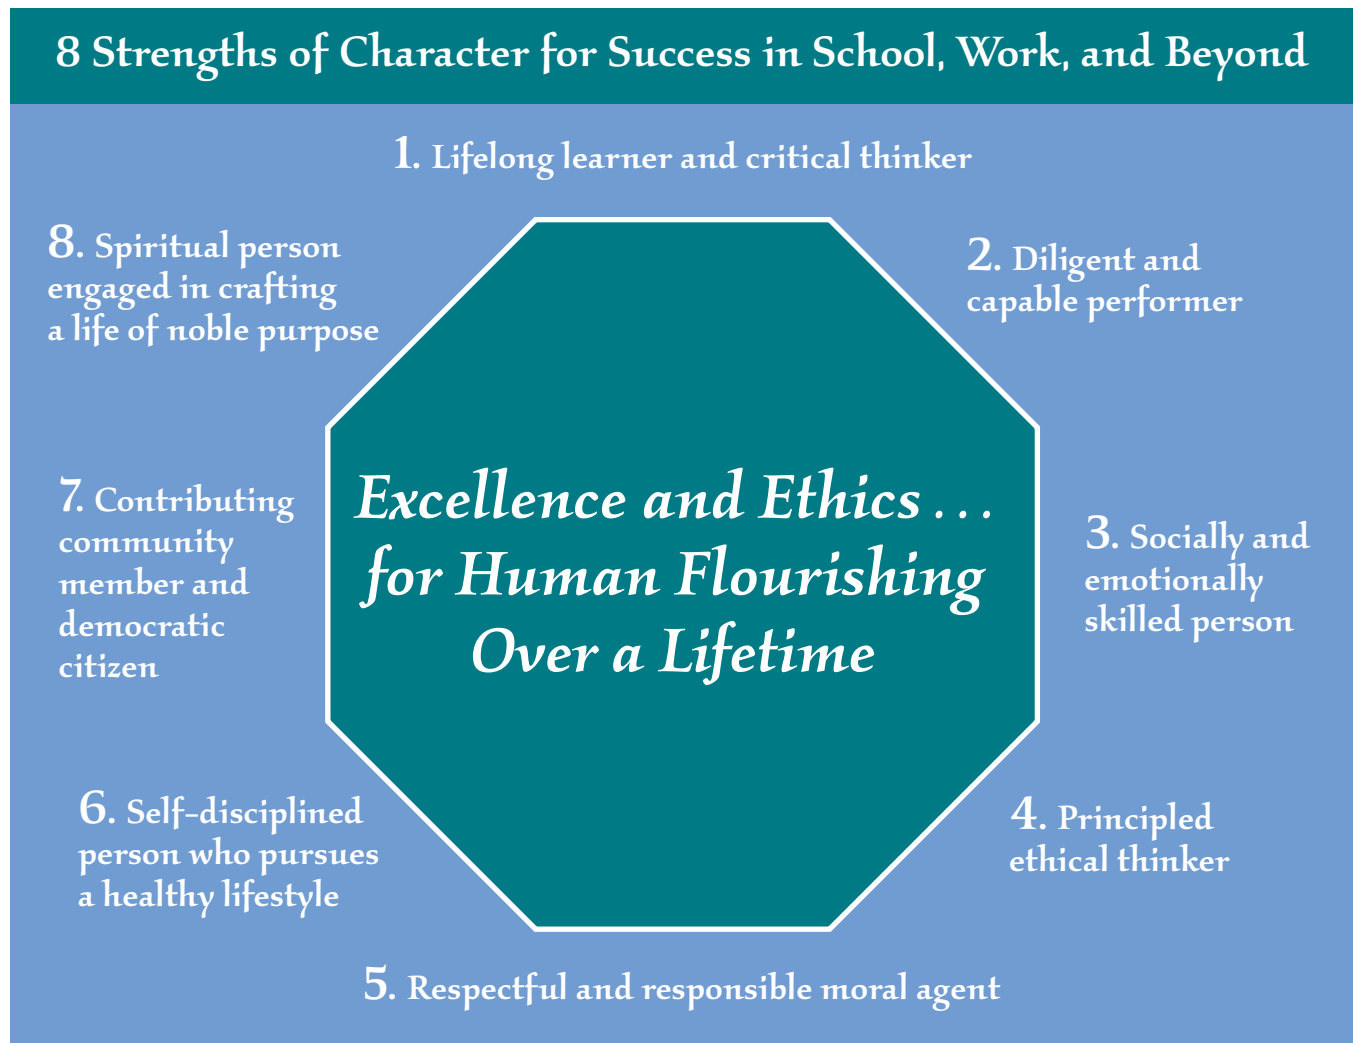 8 Strengths of Character for Success in School, Work, and Beyond
1. Lifelong learner and critical thinker
2. Diligent and
capable performer
3. Socially and
emotionally
skilled person
4. Principled
ethical thinker
5. Respectful and responsible moral agent
6. Self-disciplined
person who pursues
a healthy lifestyle
7. Contributing
community
member and
democratic
citizen
8. Spiritual person
engaged in crafting
a life of noble purpose
Excellence and Ethics . . .
for Human Flourishing
Over a Lifetime